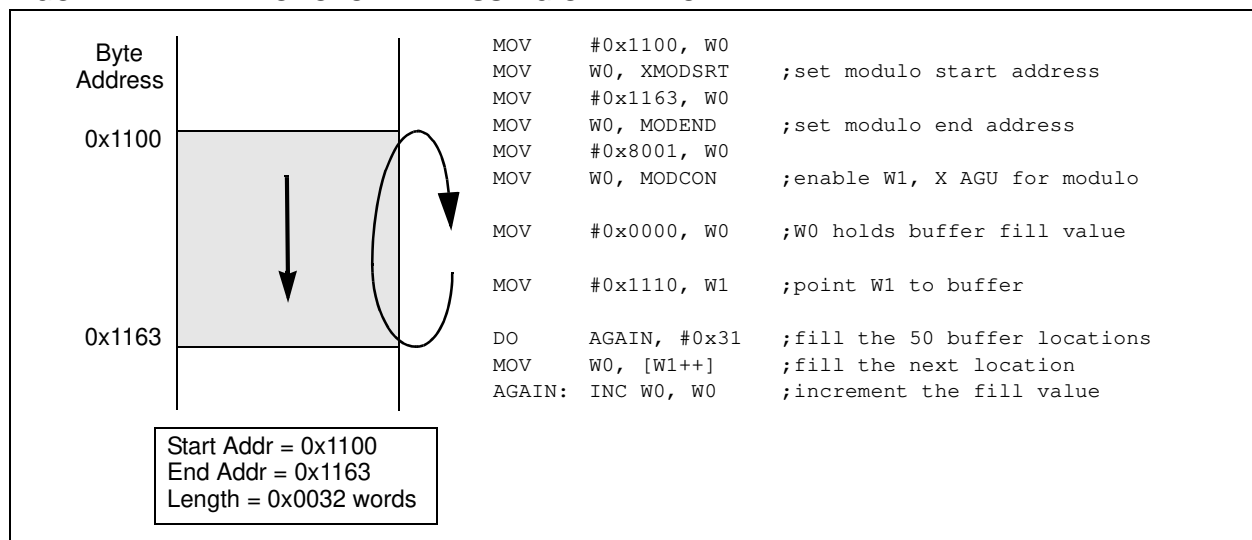 Byte
Address
0x1100
0x1163
Start Addr = 0x1100
End Addr = 0x1163
Length = 0x0032 words
MOV #0x1100, W0
MOV W0, XMODSRT ;set modulo start address
MOV #0x1163, W0
MOV W0, MODEND ;set modulo end address
MOV #0x8001, W0
MOV W0, MODCON ;enable W1, X AGU for modulo
MOV #0x0000, W0 ;W0 holds buffer fill value
MOV #0x1110, W1 ;point W1 to buffer
DO AGAIN, #0x31 ;fill the 50 buffer locations
MOV W0, [W1++] ;fill the next location
AGAIN: INC W0, W0 ;increment the fill value